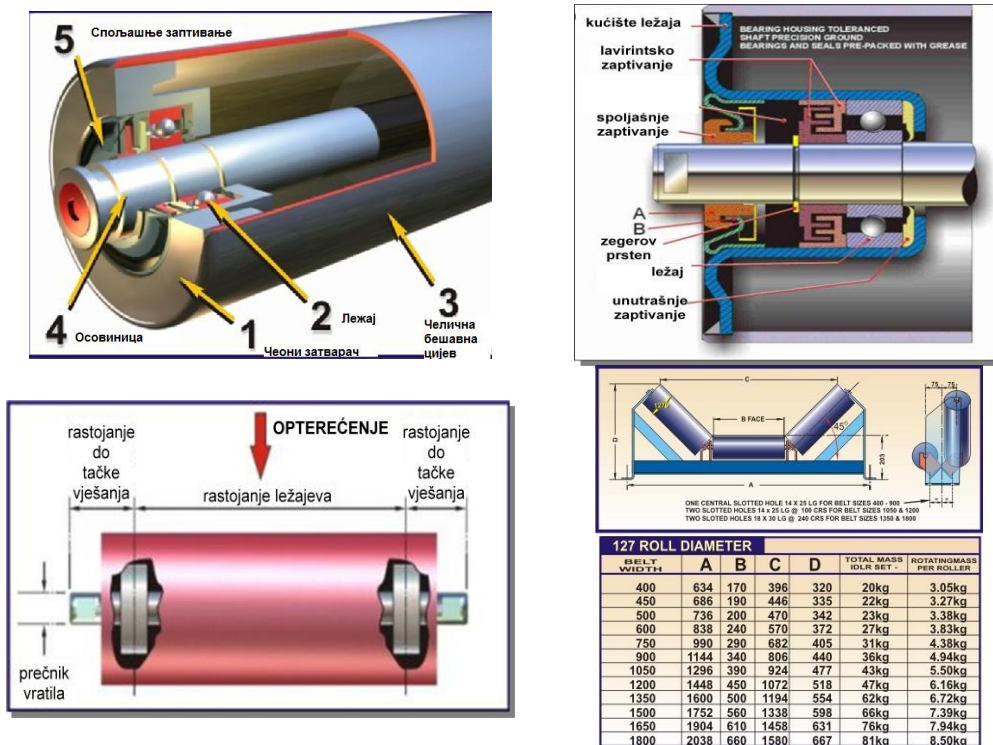 5 Спољашње заптивање
4 Осовиница
1 Чеони затварач
2 Лежај
3 Челична
бешавна
цијев
kućište ležaja
BEARING HOUSING TOLERANCED
SHAFT PRECISION GROUND
BEARINGS AND SEALS PRE-PACKED WITH GREASE
lavirintsko
zaptivanje
spoljašnje
zaptivanje
A
B
zegerov
prsten
ležaj
unutrašnje
zaptivanje
OPTEREĆENJE
rastojanje
do
tačke
vješanja
rastojanje ležajeva
rastojanje
do
tačke
vješanja
prečnik
vratila
C
D
127
B FACE
45°
203
A
75 75
ONE CENTRAL SLOTTED HOLE 14 X 25 LG FOR BELT SIZES 400 - 900
TWO SLOTTED HOLES 14 x 25 LG @ 100 CRS FOR BELT SIZES 1050 & 1200
TWO SLOTED HOLES 18 X 30 LG @ 240 CRS FOR BELT SIZES 1350 & 1800
127 ROLL DIAMETER
BELT WIDTH A B C D TOTAL MASS IDLR SET - ROTATINGMASS PER ROLLER
400 634 170 396 320 20kg 3.05kg
450 686 190 446 335 22kg 3.27kg
500 736 200 470 342 23kg 3.38kg
600 838 240 570 372 27kg 3.83kg
750 990 290 682 405 31kg 4.38kg
900 1144 340 806 440 36kg 4.94kg
1050 1296 390 924 477 43kg 5.50kg
1200 1448 450 1072 518 47kg 6.16kg
1350 1600 500 1194 554 62kg 6.72kg
1500 1752 560 1338 598 66kg 7.39kg
1650 1904 610 1458 631 76kg 7.94kg
1800 2038 660 1580 667 81kg 8.50kg